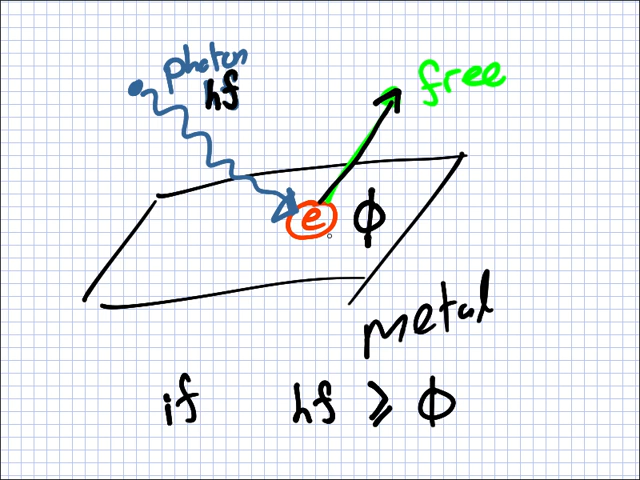 photon
hf
free
e
ϕ
metal
if hf ⩾ ϕ